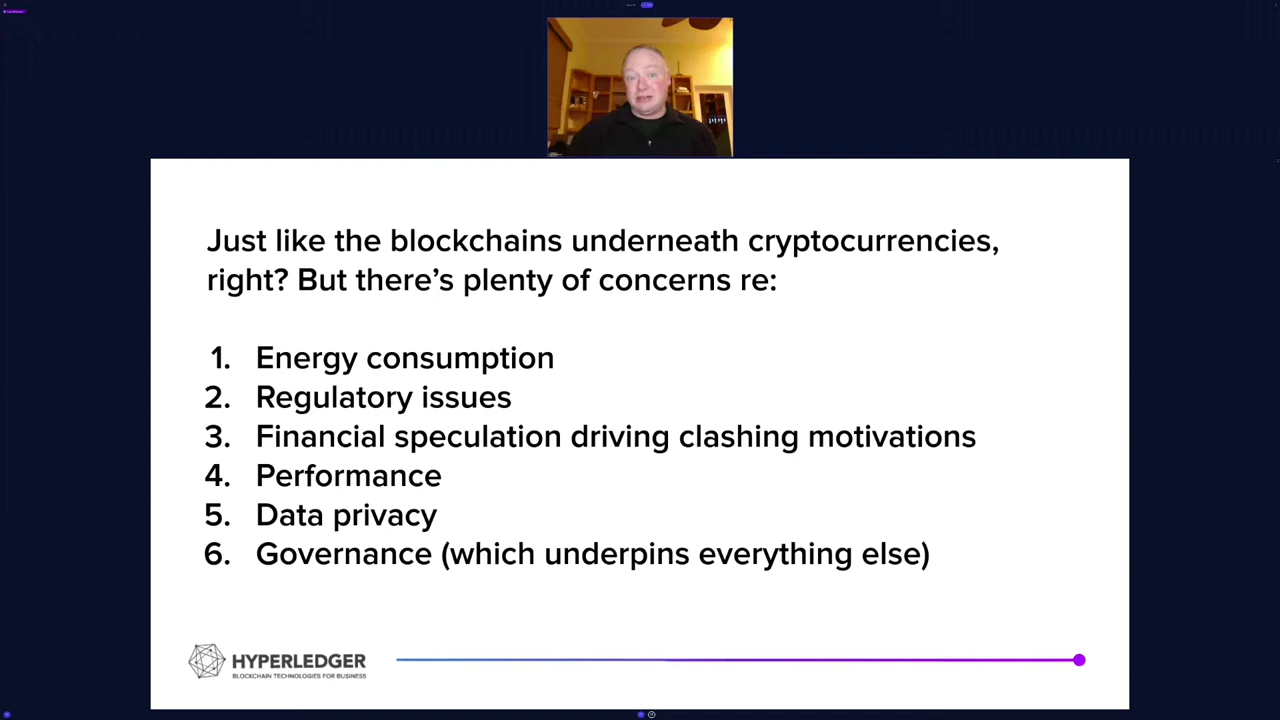 Just like the blockchains underneath cryptocurrencies,
right? But there's plenty of concerns re:
1. Energy consumption
2. Regulatory issues
3. Financial speculation driving clashing motivations
4. Performance
5. Data privacy
6. Governance (which underpins everything else)
HYPERLEDGER
BLOCKCHAIN TECHNOLOGIES FOR BUSINESS